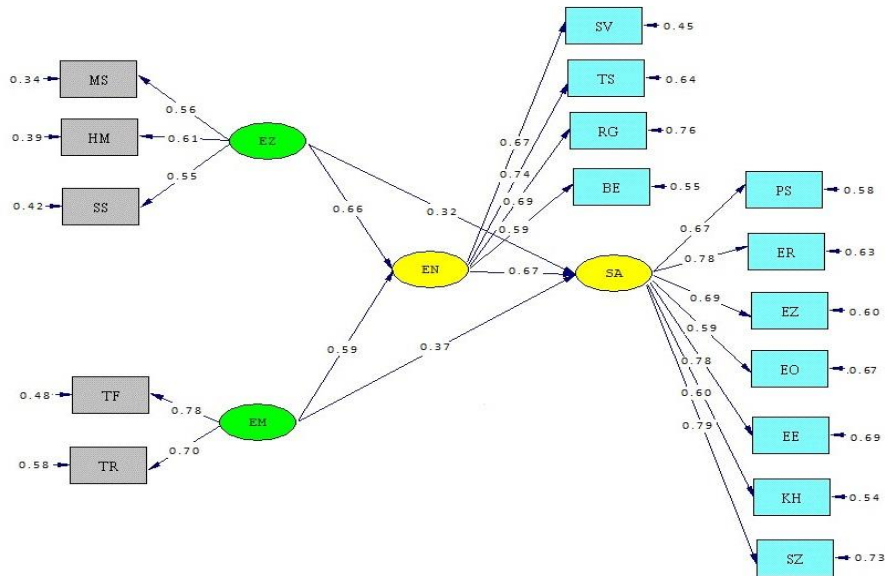 SV
0.45
0.34
MS
TS
0.64
0.56
0.39
HM
0.61
EZ
RG
0.76
0.67
0.74
0.55
BE
0.55
0.69
PS
0.58
0.42
SS
0.66
0.32
0.59
0.67
ER
0.63
0.78
EN
0.67
SA
0.69
EZ
0.60
0.59
0.59
0.37
0.78
EO
0.67
0.48
TF
0.78
0.60
EM
0.79
EE
0.69
0.70
0.58
TR
KH
0.54
SZ
0.73